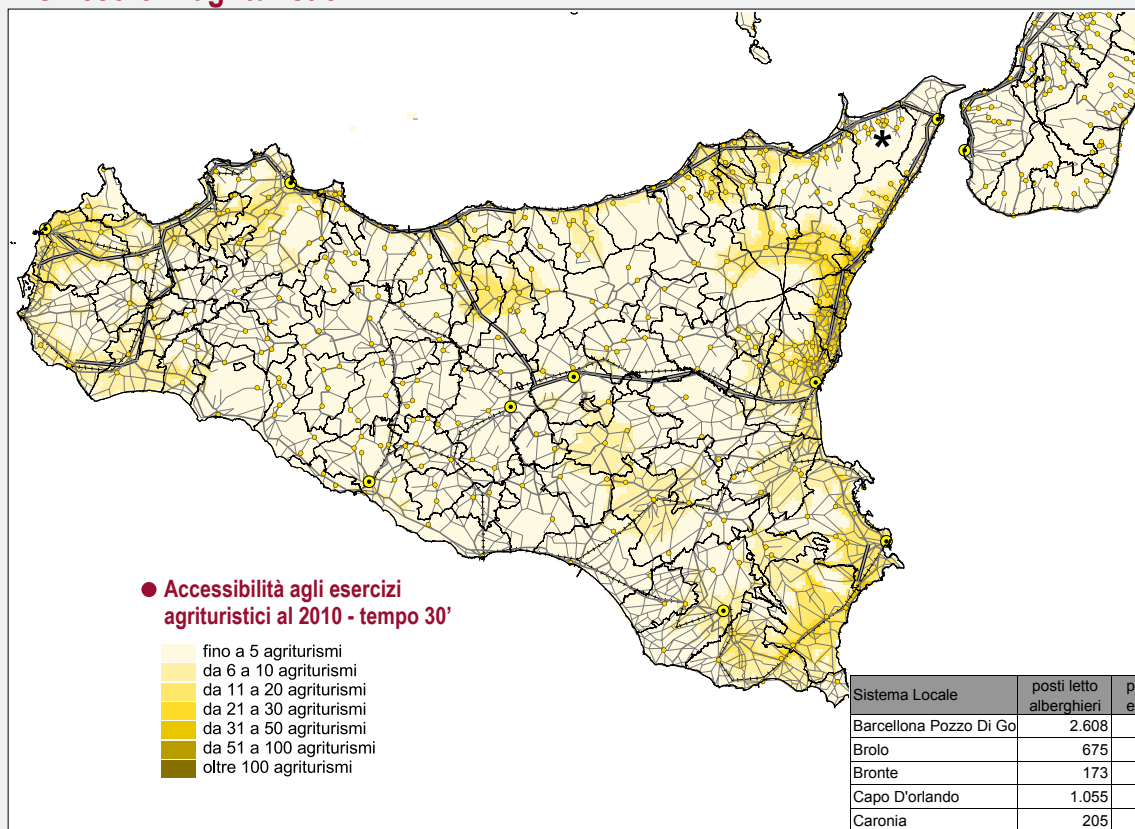 ● Accessibilità agli esercizi
agrituristici al 2010 - tempo 30'
fino a 5 agriturismi
da 6 a 10 agriturismi
da 11 a 20 agriturismi
da 21 a 30 agriturismi
da 31 a 50 agriturismi
da 51 a 100 agriturismi
oltre 100 agriturismi
*
Sistema Locale posti letto alberghieri
Barcellona Pozzo Di Go 2.608
Brolo 675
Bronte 173
Capo D'orlando 1.055
Caronia 205